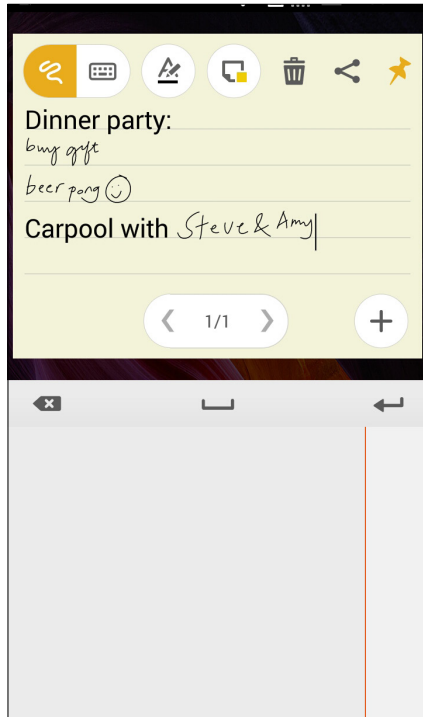 Dinner party:
buy gift
beer pong ☺
Carpool with Steve & Amy
1/1